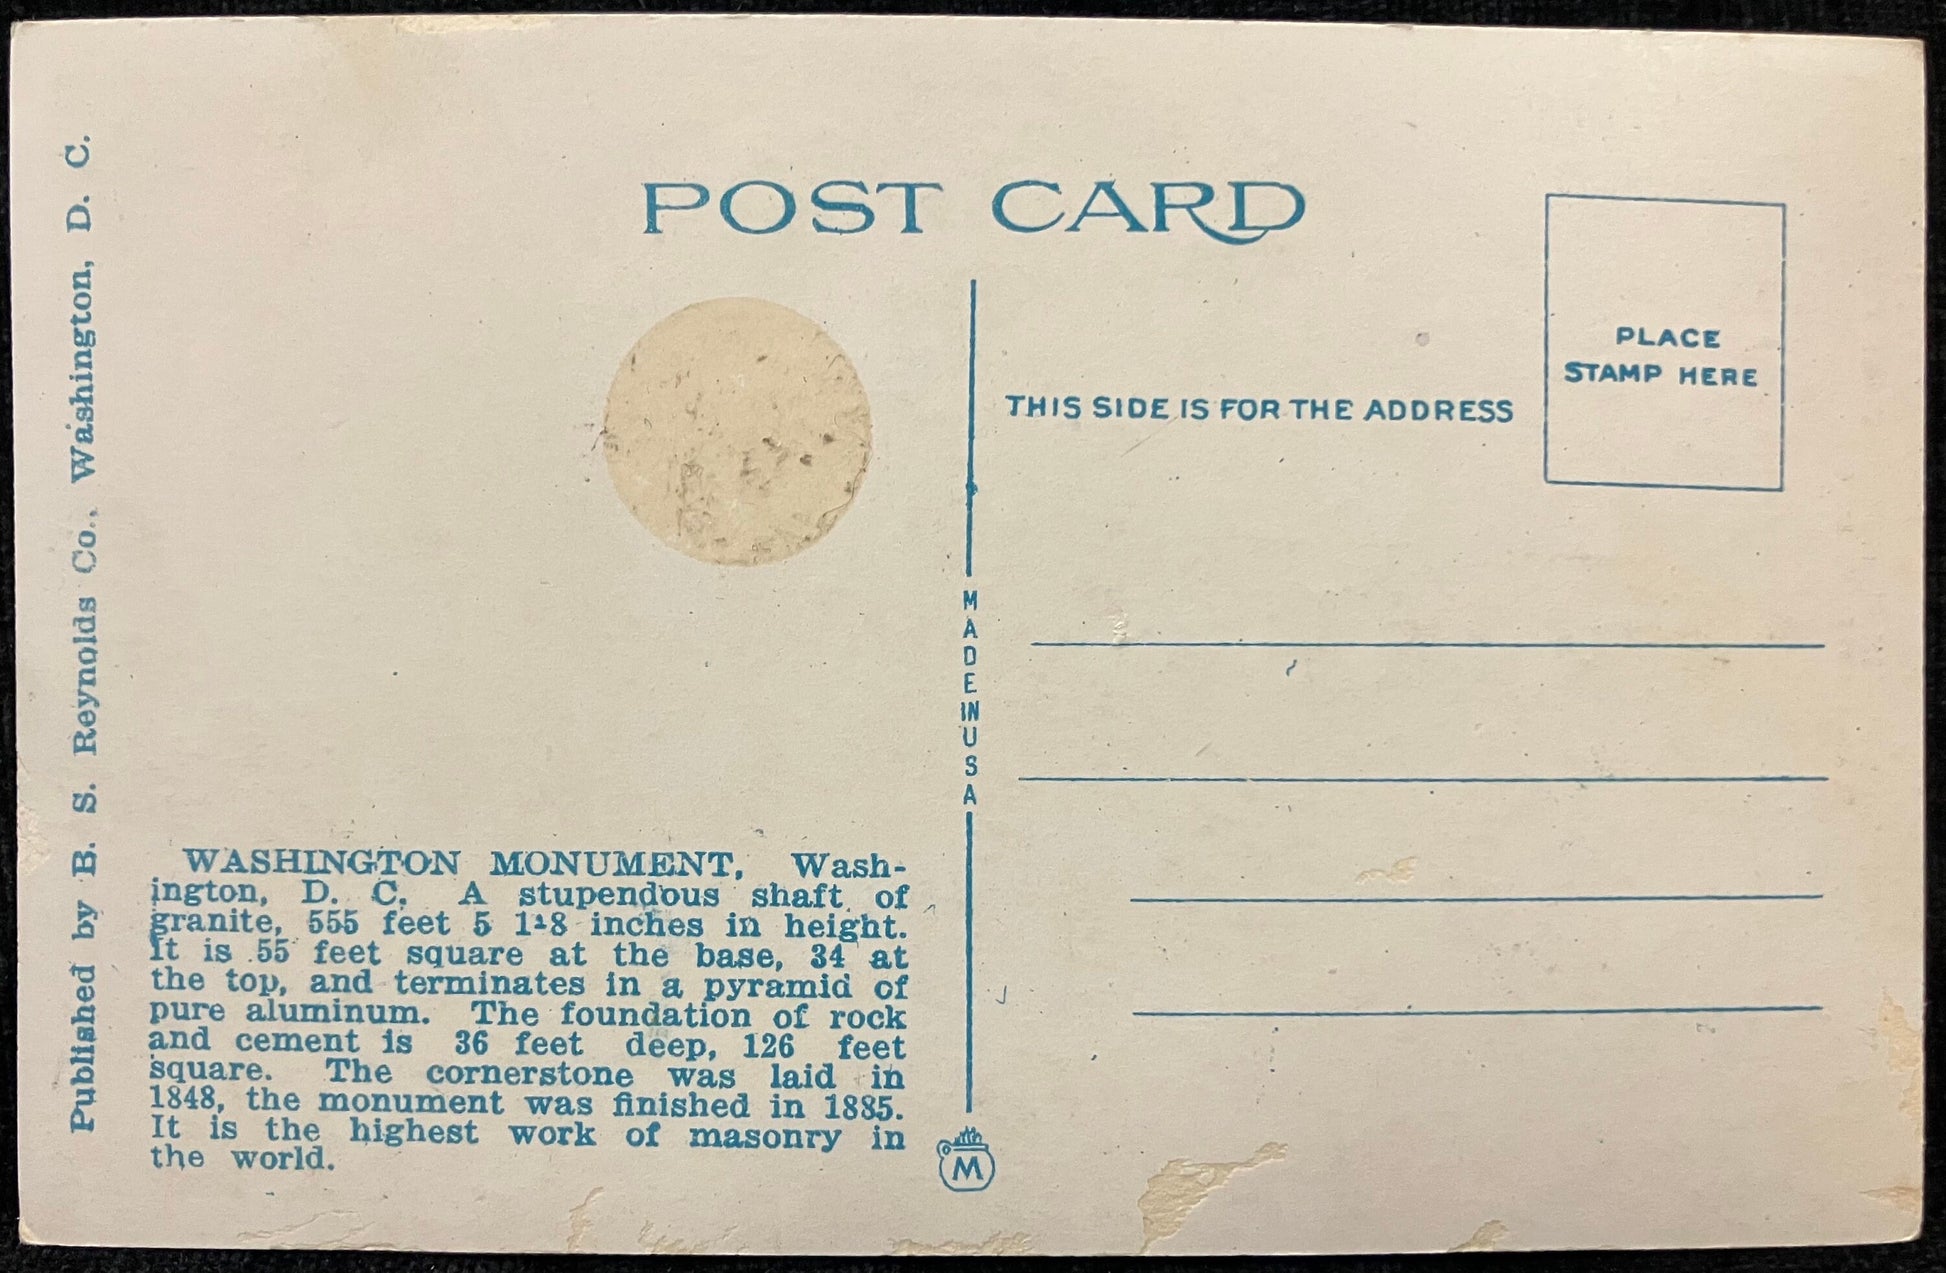 POST CARD
PLACE
STAMP HERE
THIS SIDE IS FOR THE ADDRESS
MADE IN USA
Published by B. S. Reynolds Co., Washington, D. C.
WASHINGTON MONUMENT, Wash-
ington, D. C. A stupendous shaft of
granite, 555 feet 5 1-8 inches in height.
It is 55 feet square at the base, 34 at
the top, and terminates in a pyramid of
pure aluminum. The foundation of rock
and cement is 36 feet deep, 126 feet
square. The cornerstone was laid in
1848, the monument was finished in 1885.
It is the highest work of masonry in
the world.
M